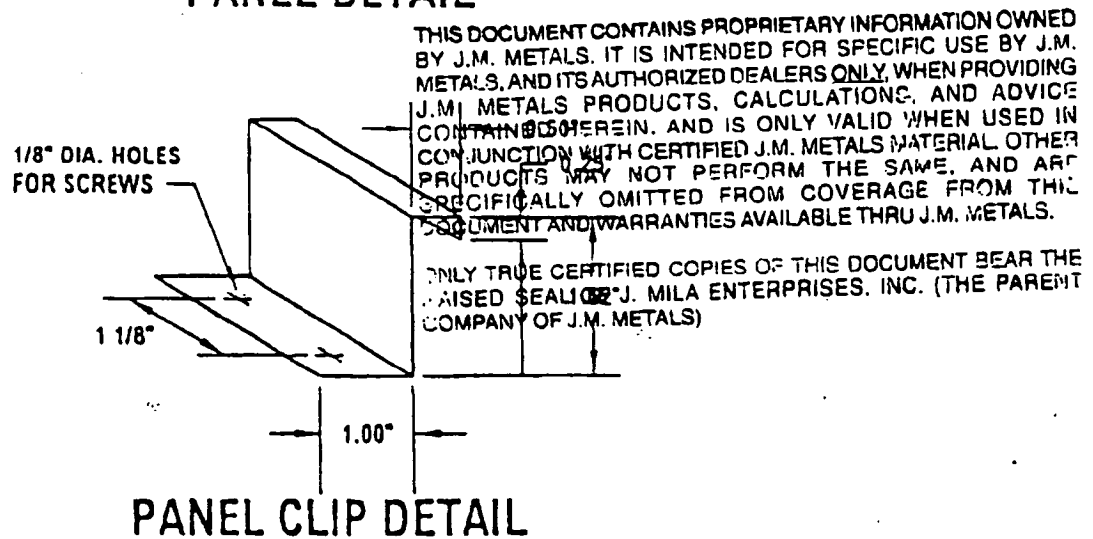 PANEL DETAIL
THIS DOCUMENT CONTAINS PROPRIETARY INFORMATION OWNED
BY J.M. METALS. IT IS INTENDED FOR SPECIFIC USE BY J.M.
METALS, AND ITS AUTHORIZED DEALERS ONLY, WHEN PROVIDING
J.M. METALS PRODUCTS, CALCULATIONS, AND ADVICE
CONTAINED HEREIN. AND IS ONLY VALID WHEN USED IN
CONJUNCTION WITH CERTIFIED J.M. METALS MATERIAL. OTHER
PRODUCTS MAY NOT PERFORM THE SAME, AND ARE
SPECIFICALLY OMITTED FROM COVERAGE FROM THIS
DOCUMENT AND WARRANTIES AVAILABLE THRU J.M. METALS.
ONLY TRUE CERTIFIED COPIES OF THIS DOCUMENT BEAR THE
RAISED SEAL J. MILA ENTERPRISES, INC. (THE PARENT
COMPANY OF J.M. METALS)
0.50"
1/8" DIA. HOLES
FOR SCREWS
1 1/8"
1.00"
PANEL CLIP DETAIL